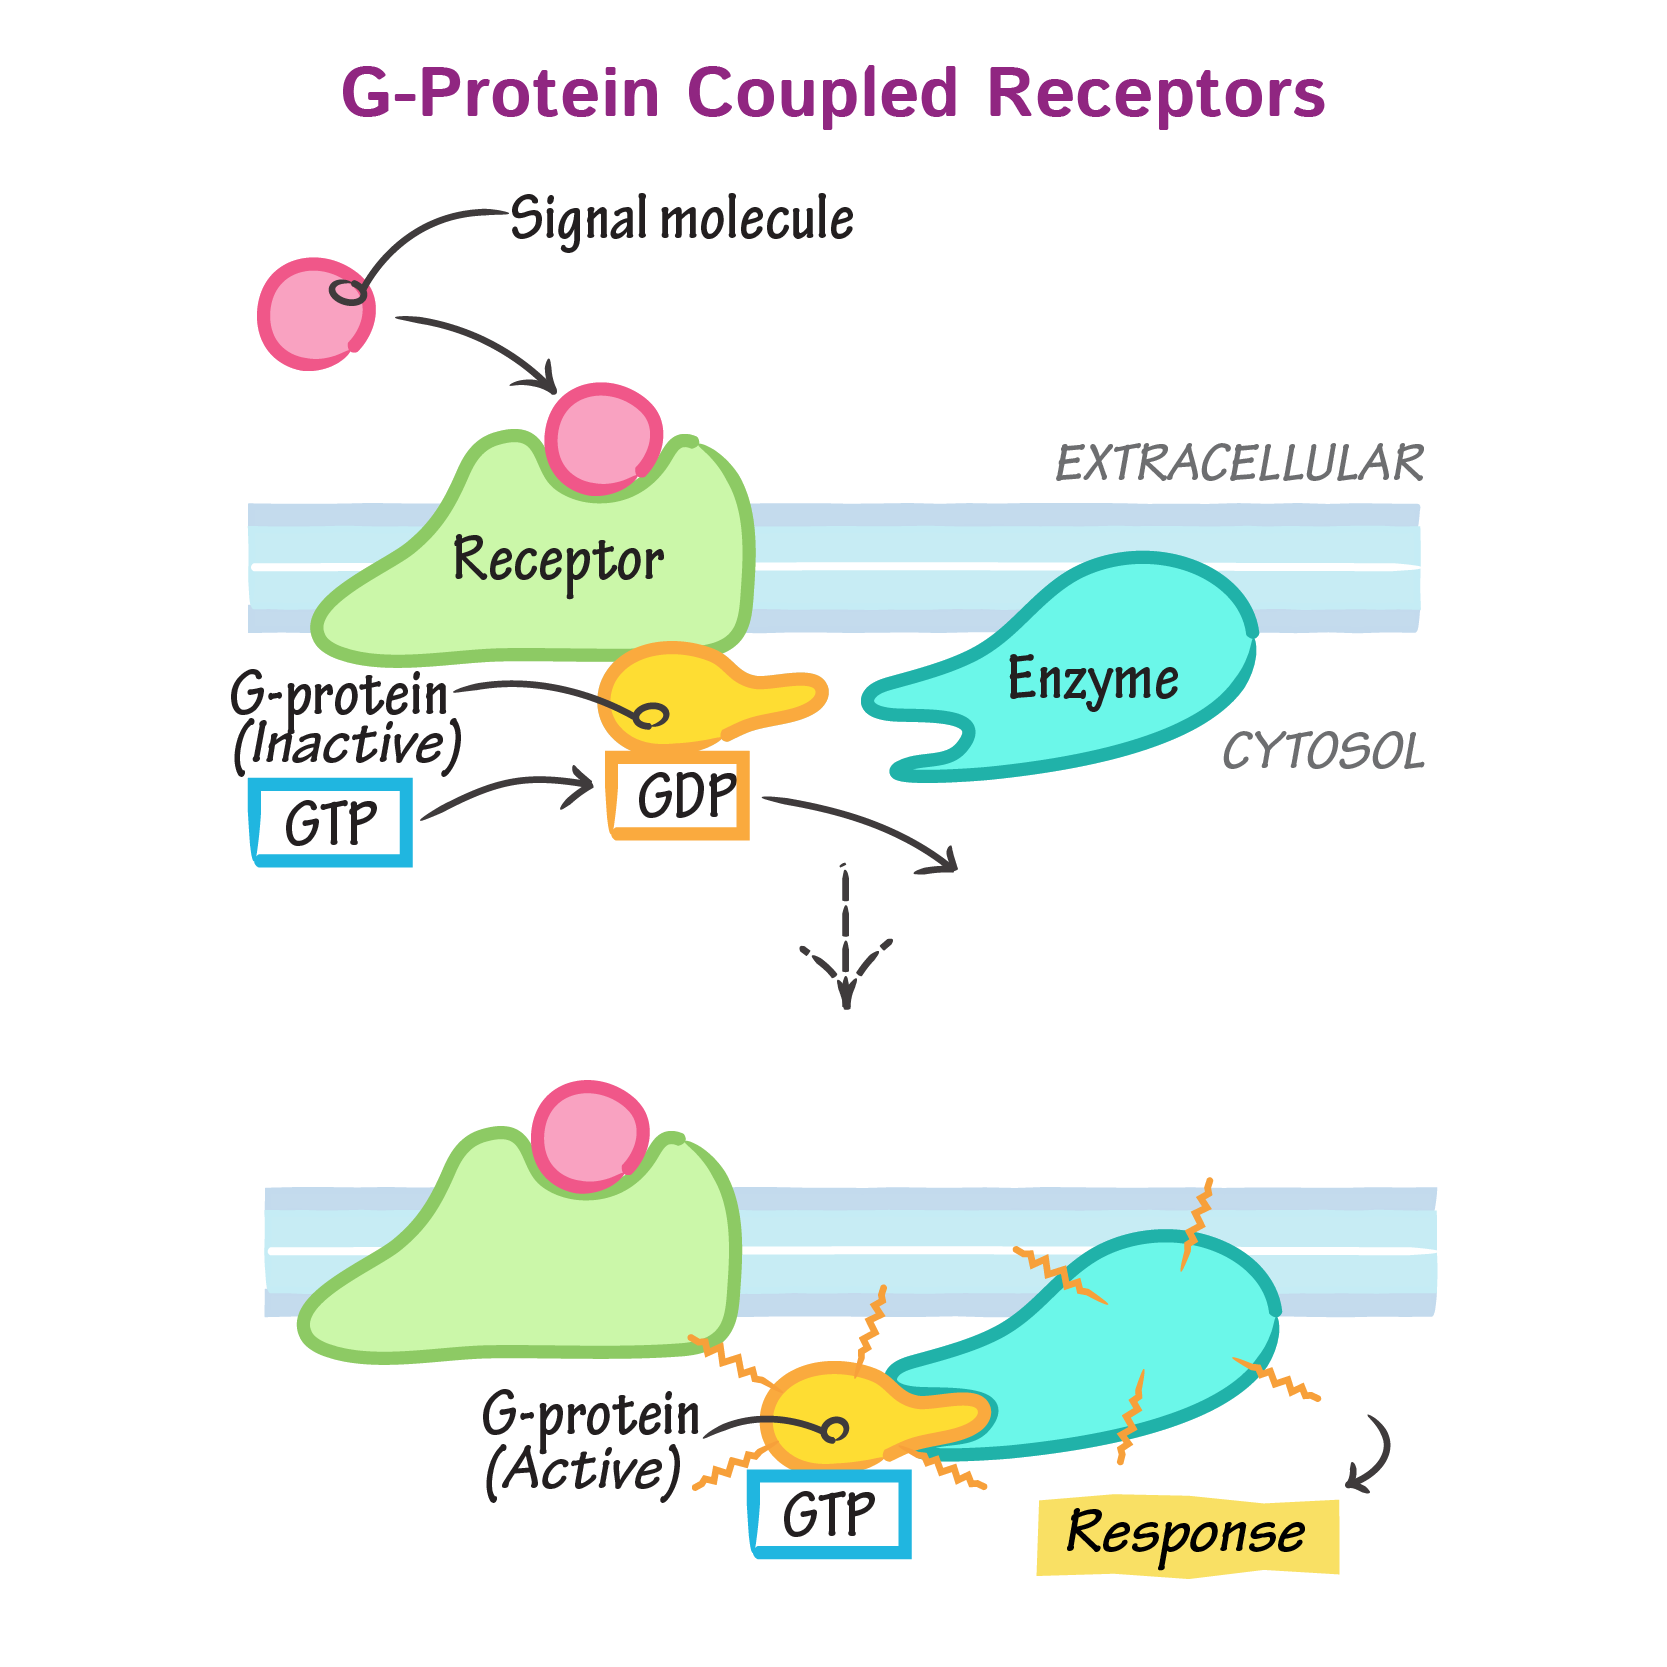 G-Protein Coupled Receptors
Signal molecule
EXTRACELLULAR
Receptor
Enzyme
G-protein
(Inactive)
CYTOSOL
GTP
GDP
G-protein
(Active)
GTP
Response